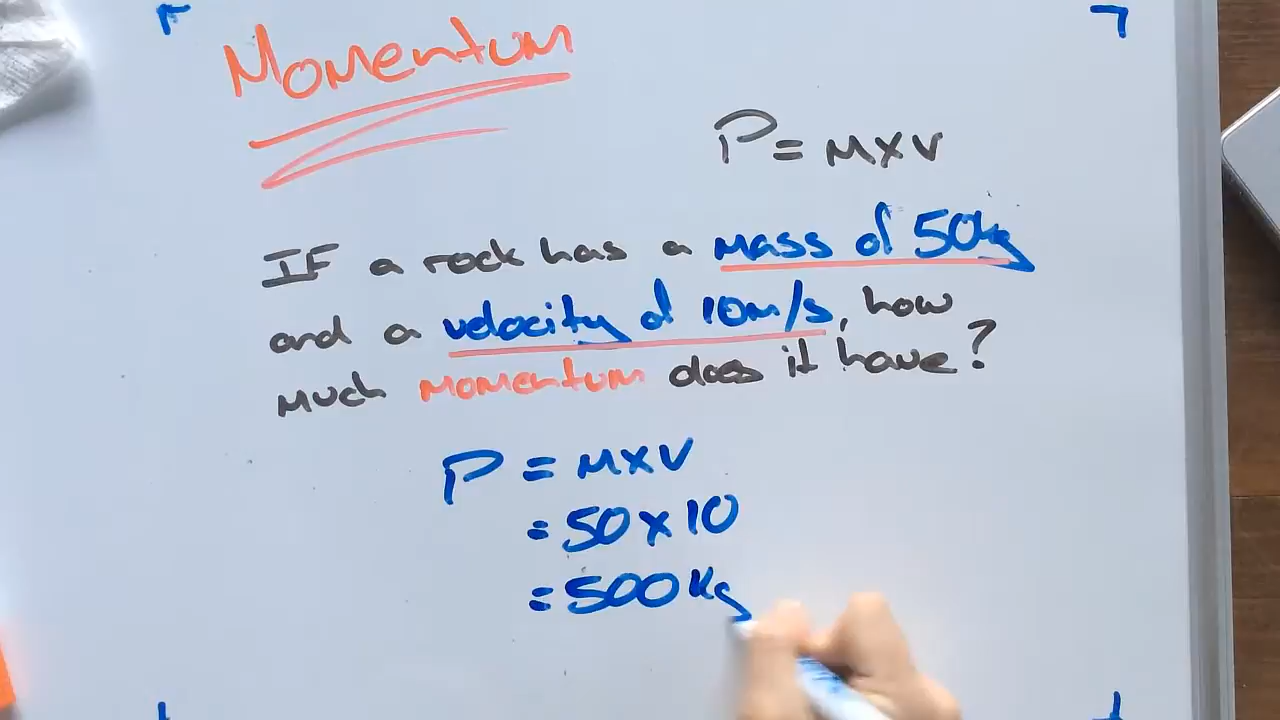 Momentum
P = M x V
IF a rock has a mass of 50kg
and a velocity of 10m/s, how
much momentum does it have?
P = M x V
= 50 x 10
= 500 Kg